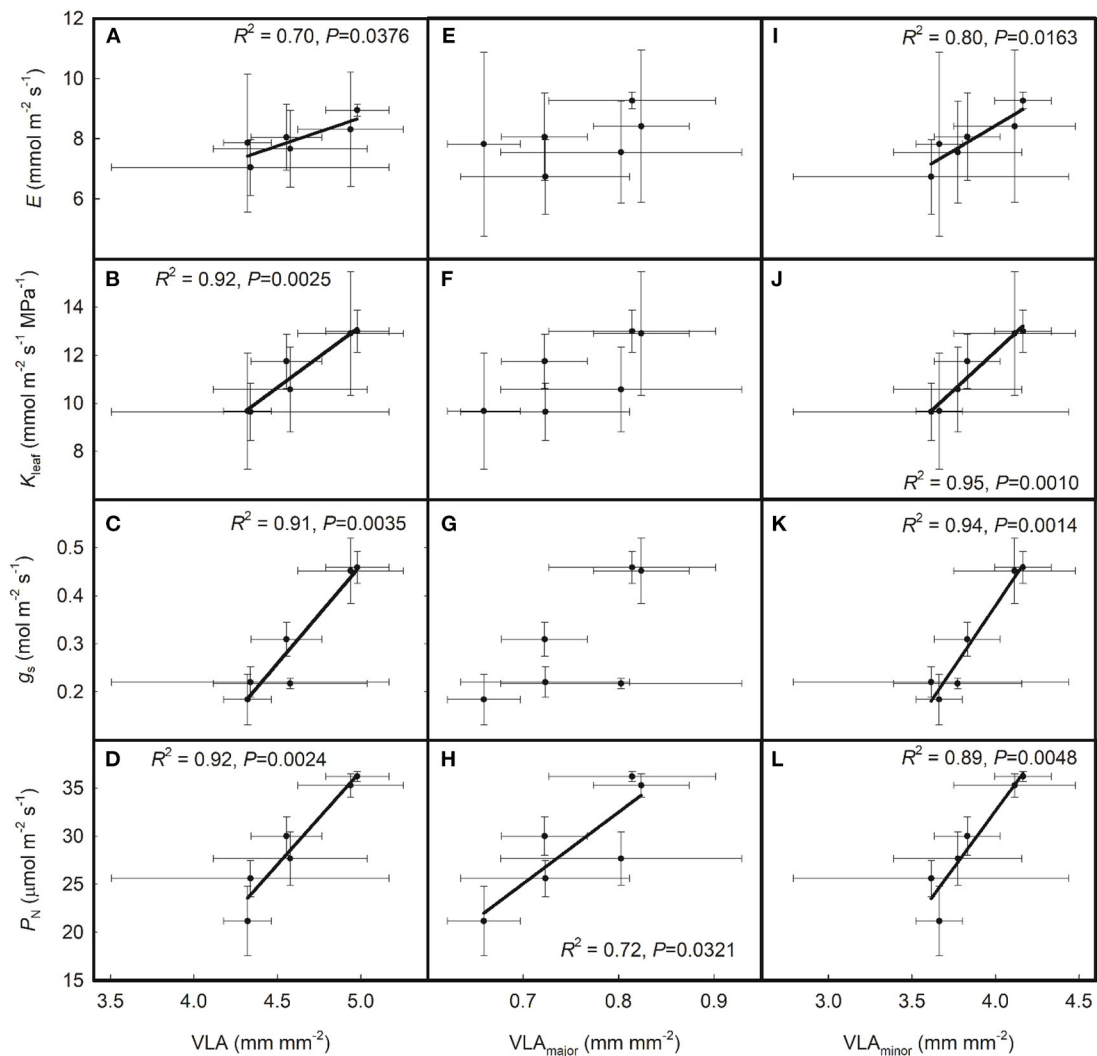 A
R² = 0.70, P=0.0376
E
I
R² = 0.80, P=0.0163
12
10
8
6
E (mmol m⁻² s⁻¹)
B
R² = 0.92, P=0.0025
F
J
R² = 0.95, P=0.0010
14
12
10
8
K_leaf (mmol m⁻² s⁻¹ MPa⁻¹)
C
R² = 0.91, P=0.0035
G
K
R² = 0.94, P=0.0014
0.5
0.4
0.3
0.2
g_s (mol m⁻² s⁻¹)
D
R² = 0.92, P=0.0024
H
R² = 0.72, P=0.0321
L
R² = 0.89, P=0.0048
35
30
25
20
15
P_N (µmol m⁻² s⁻¹)
3.5 4.0 4.5 5.0 0.7 0.8 0.9 3.0 3.5 4.0 4.5
VLA (mm mm⁻²) VLA_major (mm mm⁻²) VLA_minor (mm mm⁻²)